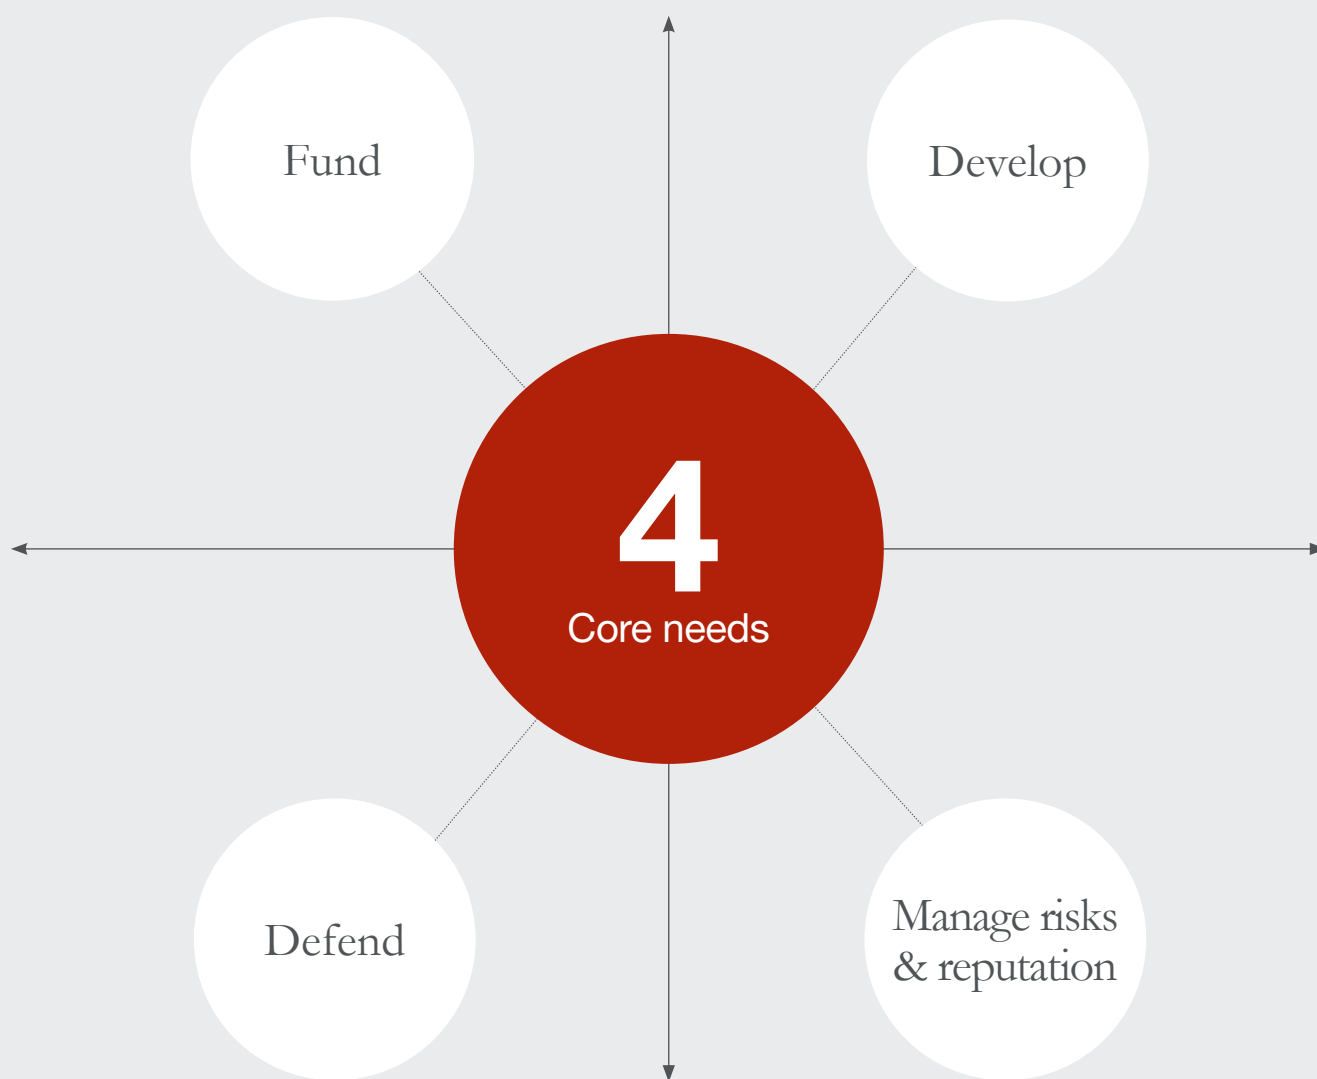 Fund
Develop
4
Core needs
Defend
Manage risks
& reputation